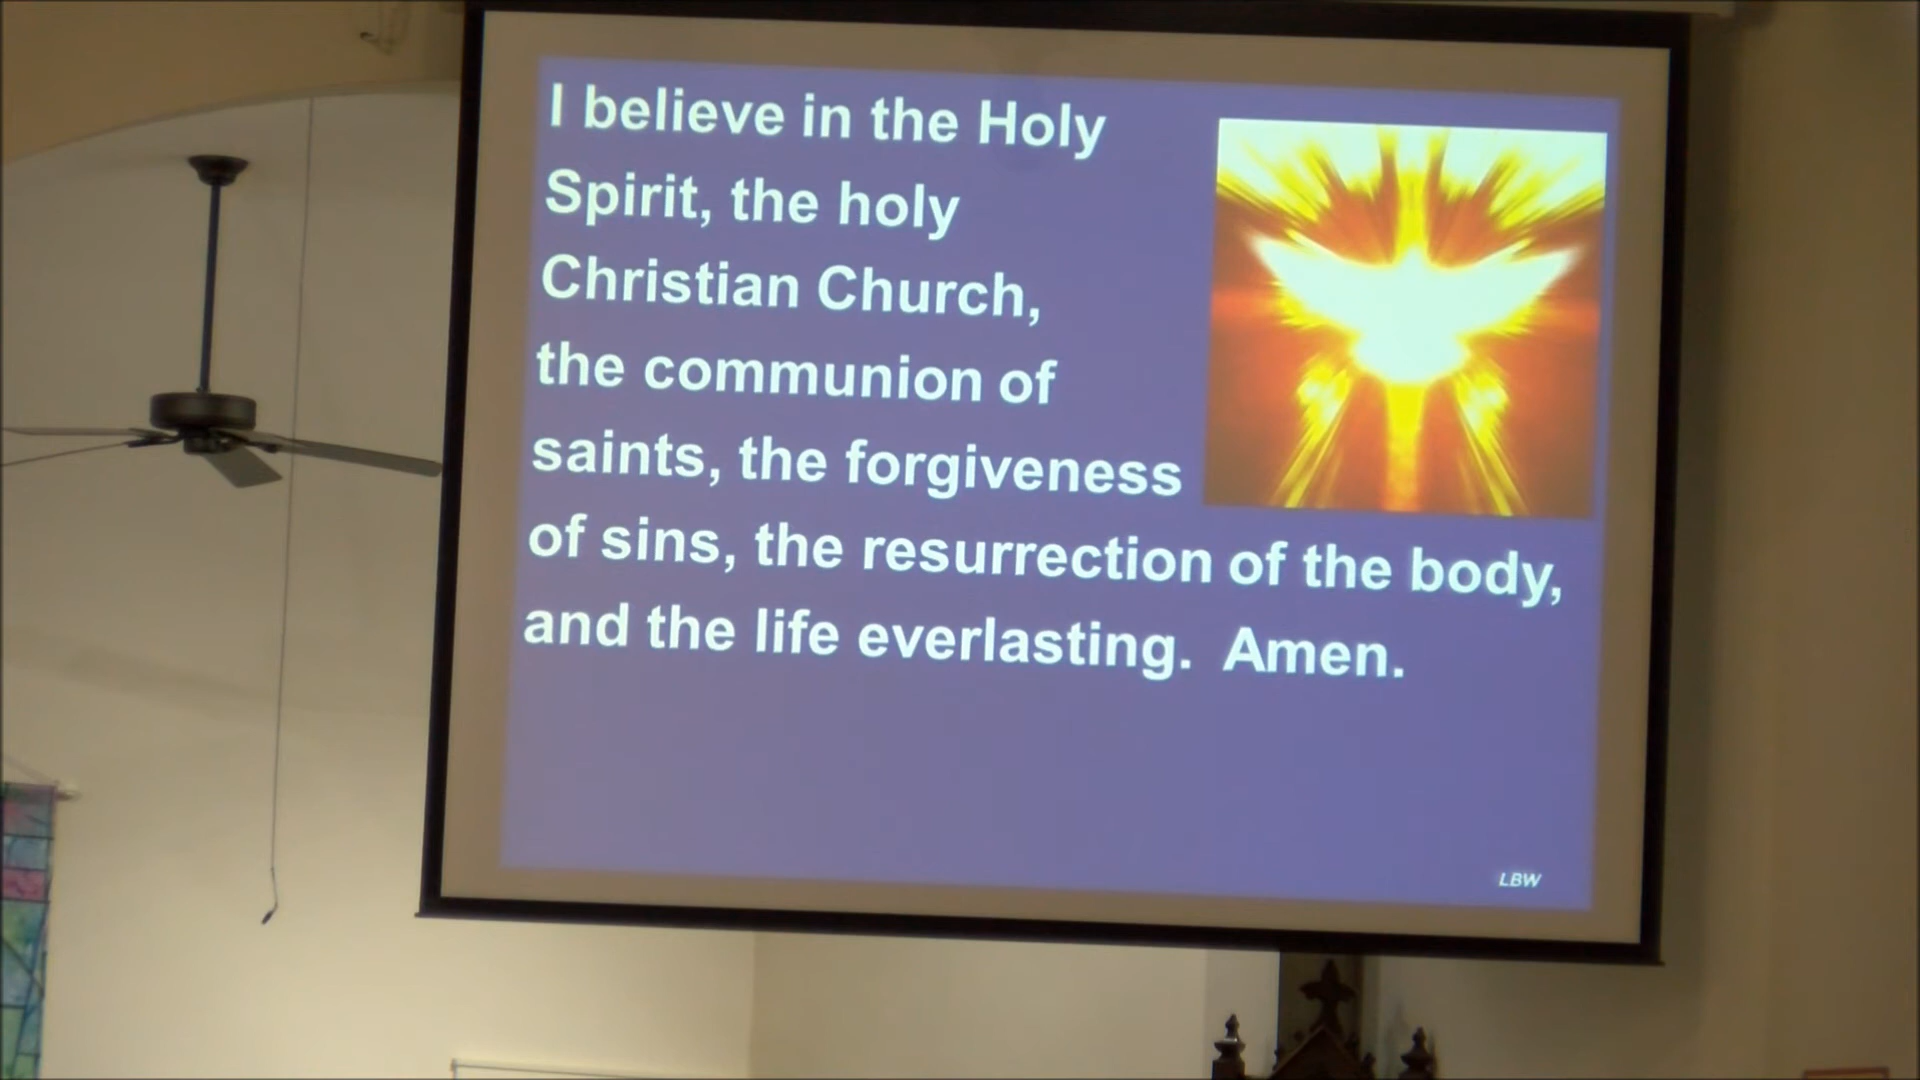 I believe in the Holy
Spirit, the holy
Christian Church,
the communion of
saints, the forgiveness
of sins, the resurrection of the body,
and the life everlasting. Amen.
LBW